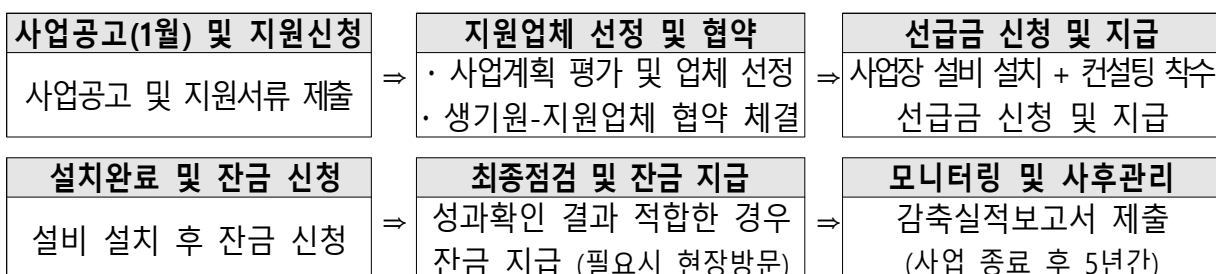 사업공고(1월) 및 지원신청
사업공고 및 지원서류 제출
⇒
지원업체 선정 및 협약
· 사업계획 평가 및 업체 선정
· 생기원-지원업체 협약 체결
⇒
선급금 신청 및 지급
사업장 설비 설치 + 컨설팅 착수
선급금 신청 및 지급
설치완료 및 잔금 신청
설비 설치 후 잔금 신청
⇒
최종점검 및 잔금 지급
성과확인 결과 적합한 경우
잔금 지급 (필요시 현장방문)
⇒
모니터링 및 사후관리
감축실적보고서 제출
(사업 종료 후 5년간)